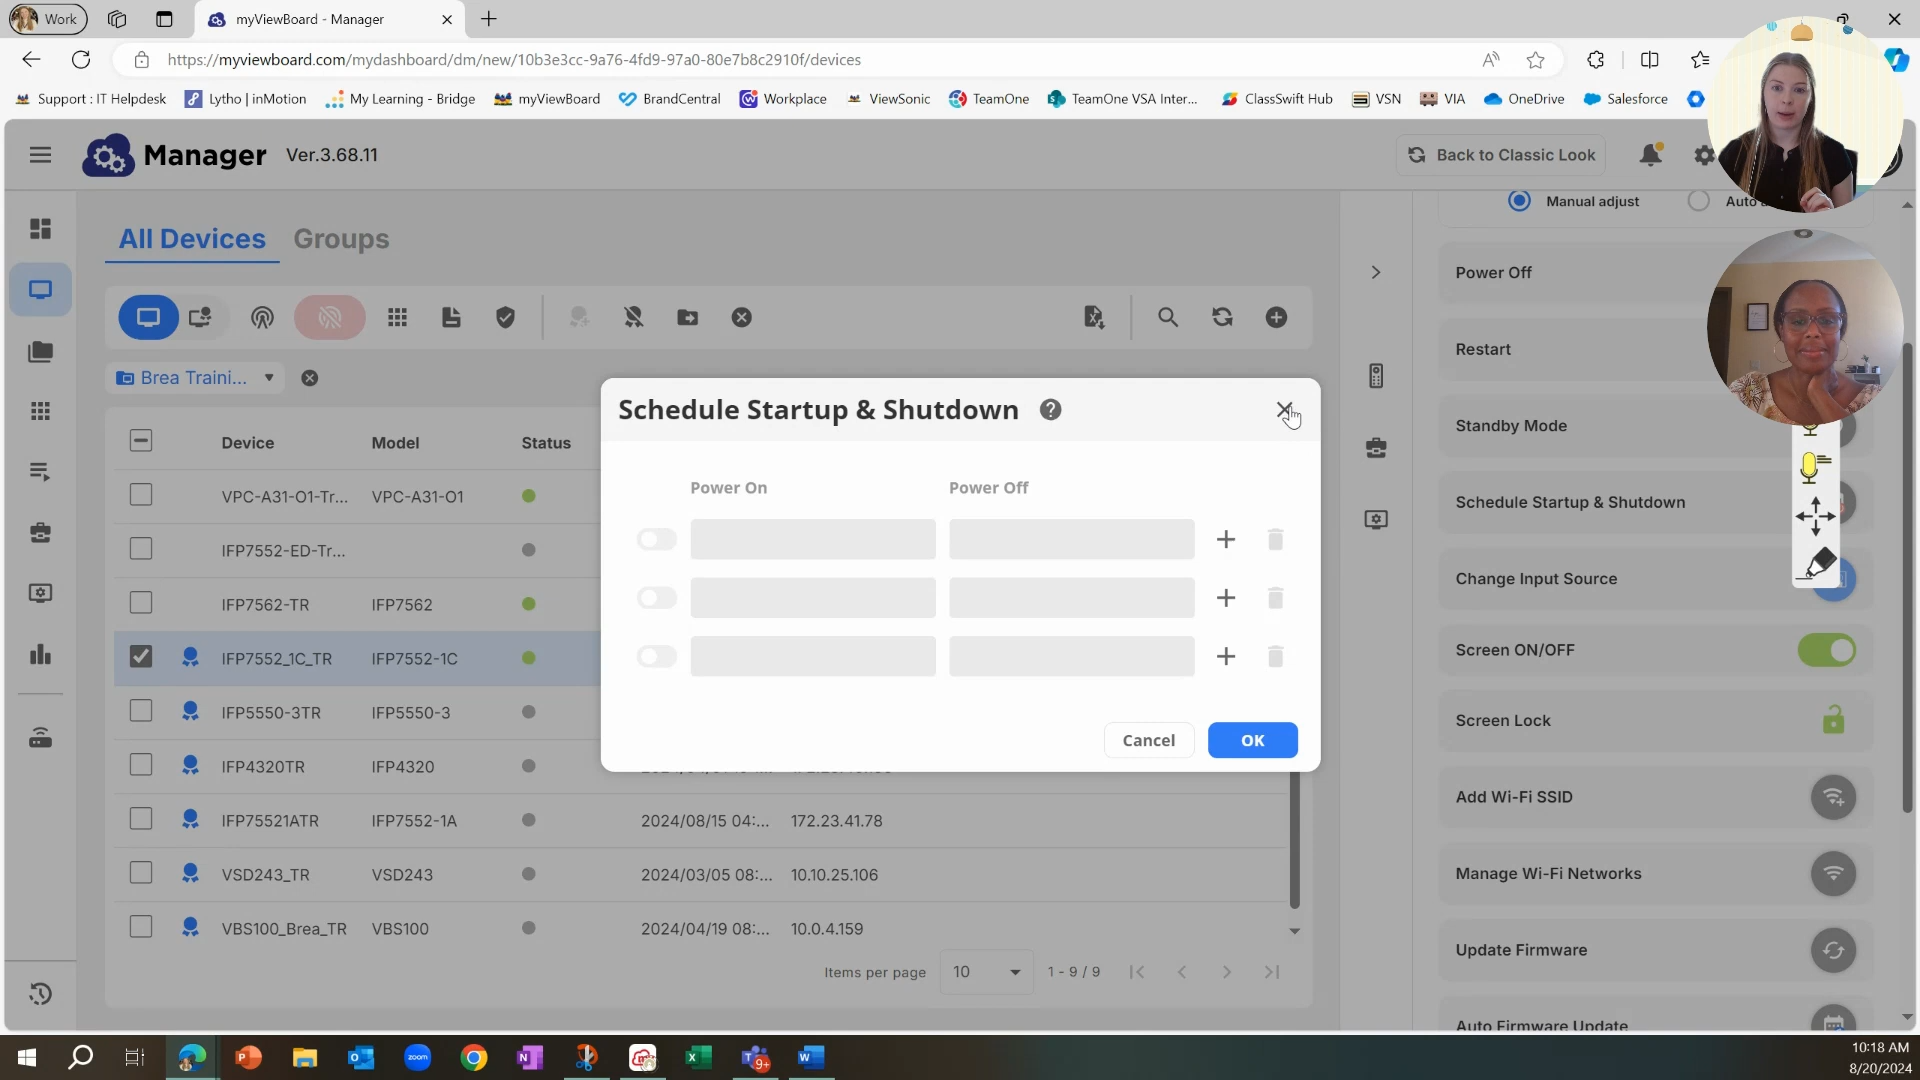 Work
myViewBoard - Manager
https://myviewboard.com/mydashboard/dm/new/10b3e3cc-9a76-4fd9-97a0-80e7b8c2910f/devices
Support : IT Helpdesk
Lytho | inMotion
My Learning - Bridge
myViewBoard
BrandCentral
Workplace
ViewSonic
TeamOne
TeamOne VSA Inter...
ClassSwift Hub
VSN
VIA
OneDrive
Salesforce
Manager Ver.3.68.11
Back to Classic Look
All Devices Groups
Brea Traini...
Device Model Status
VPC-A31-O1-Tr... VPC-A31-O1
IFP7552-ED-Tr...
IFP7562-TR IFP7562
IFP7552_1C_TR IFP7552-1C
IFP5550-3TR IFP5550-3
IFP4320TR IFP4320
IFP75521ATR IFP7552-1A 2024/08/15 04:... 172.23.41.78
VSD243_TR VSD243 2024/03/05 08:... 10.10.25.106
VBS100_Brea_TR VBS100 2024/04/19 08:... 10.0.4.159
Items per page 10 1 - 9 / 9
Schedule Startup & Shutdown ?
Power On Power Off
Cancel OK
Manual adjust
Power Off
Restart
Standby Mode
Schedule Startup & Shutdown
Change Input Source
Screen ON/OFF
Screen Lock
Add Wi-Fi SSID
Manage Wi-Fi Networks
Update Firmware
Auto Firmware Update
zoom
9+
10:18 AM
8/20/2024